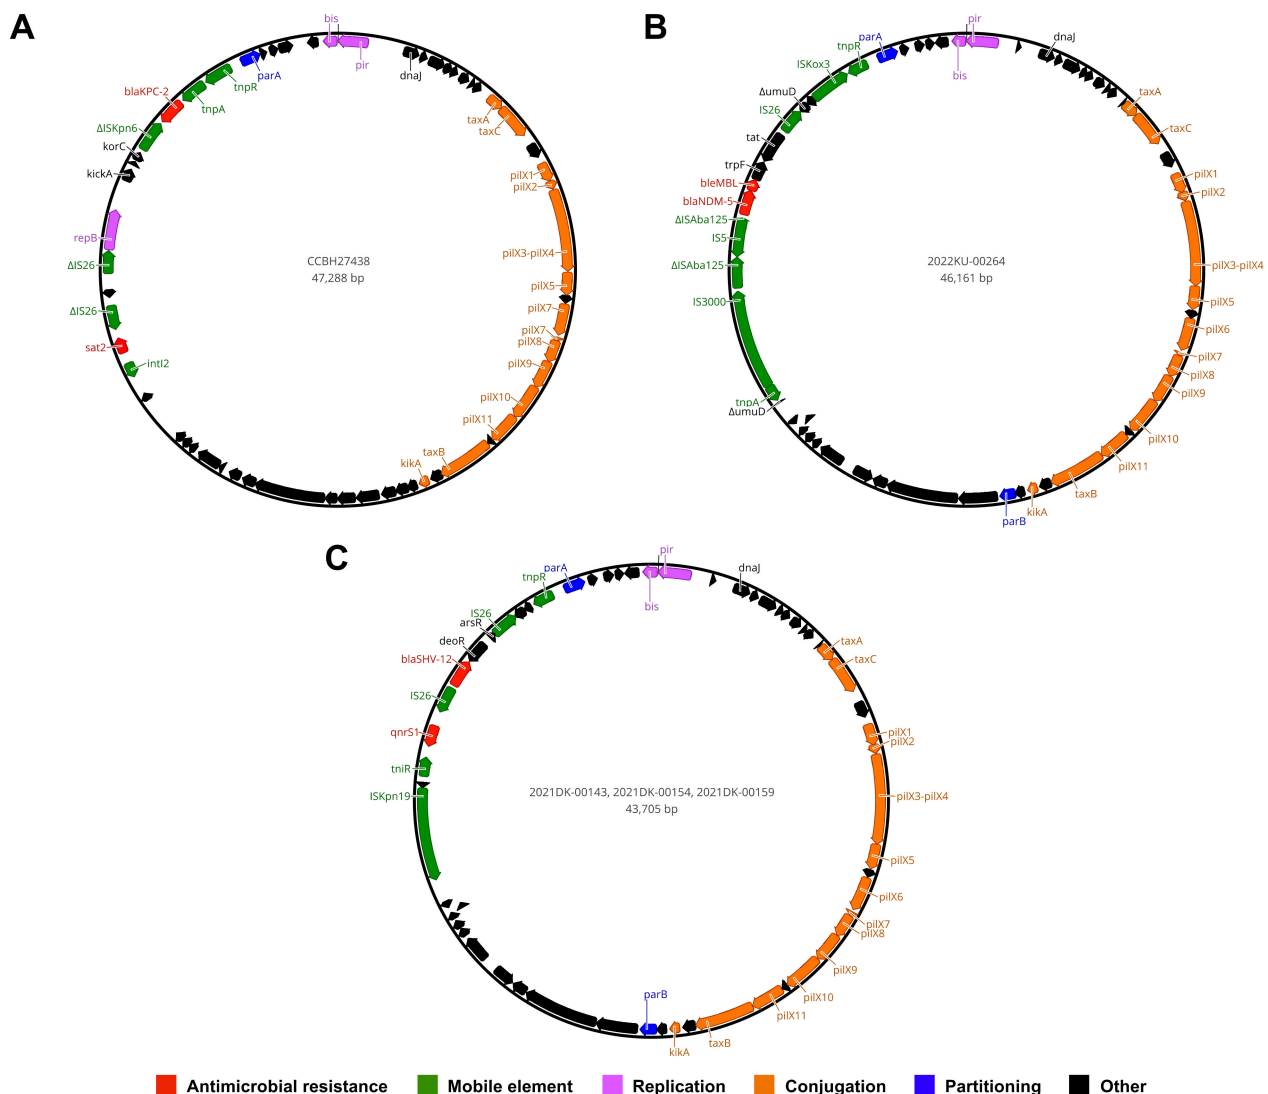 A
bis
pir
parA
dnaJ
tnpR
blaKPC-2
tnpA
taxA
ΔISKpn6
taxC
korC
kickA
pilX1
pilX2
repB
pilX3-pilX4
CCBH27438
ΔIS26
47,288 bp
pilX5
ΔIS26
pilX7
pilX7
pilX8
sat2
intI2
pilX9
pilX10
pilX11
taxB
kikA
B
pir
parA
dnaJ
tnpR
bis
ISKox3
ΔumuD
taxA
IS26
taxC
tat
trpF
pilX1
bleMBL
pilX2
blaNDM-5
ΔISAba125
IS5
2022KU-00264
ΔISAba125
pilX3-pilX4
46,161 bp
IS3000
pilX5
pilX6
pilX7
pilX8
pilX9
tnpA
ΔumuD
pilX10
pilX11
taxB
kikA
parB
C
pir
parA
dnaJ
tnpR
bis
IS26
arsR
deoR
taxA
blaSHV-12
taxC
IS26
qnrS1
pilX1
pilX2
tniR
2021DK-00143, 2021DK-00154, 2021DK-00159
ISKpn19
pilX3-pilX4
43,705 bp
pilX5
pilX6
pilX7
pilX8
pilX9
parB
pilX10
pilX11
taxB
kikA
Antimicrobial resistance
Mobile element
Replication
Conjugation
Partitioning
Other